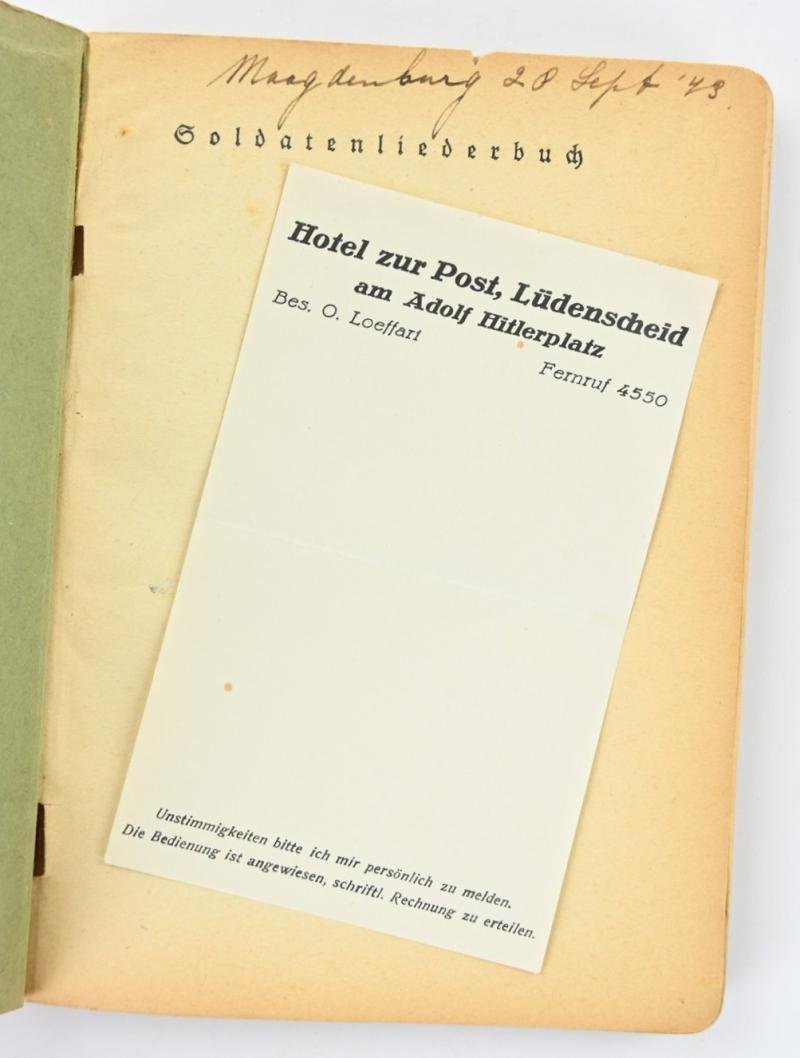 Maagdenburg 28 Sept '43.
Soldatenliederbuch
Hotel zur Post, Lüdenscheid
am Adolf Hitlerplatz
Bes. O. Loeffart
Fernruf 4550
Unstimmigkeiten bitte ich mir persönlich zu melden.
Die Bedienung ist angewiesen, schriftl. Rechnung zu erteilen.